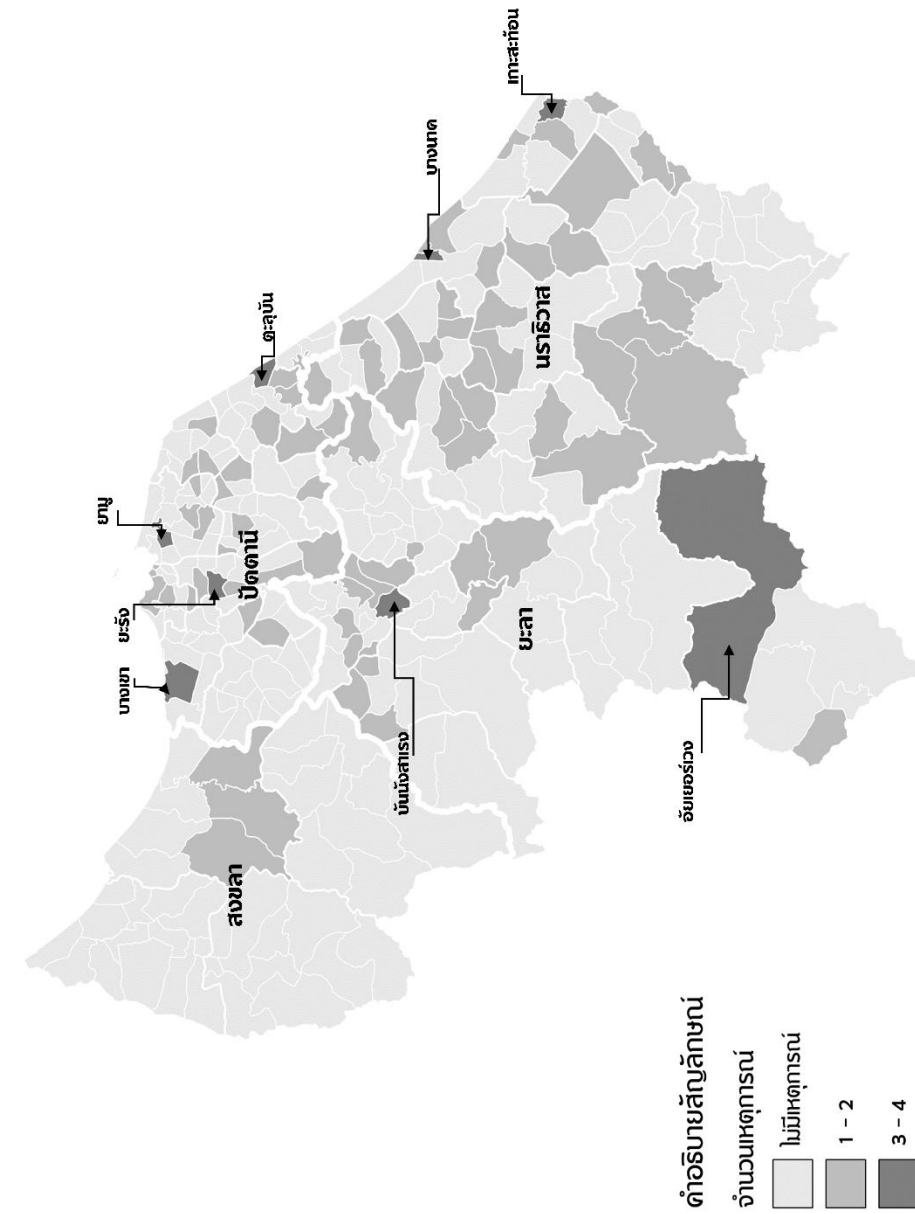 เกาะสะท้อน
บางนาค
ตะลุบัน
ยามู
ยะรัง
บางเขา
บันนังสาเรง
อัยเยอร์เวง
นราธิวาส
ปัตตานี
ยะลา
สงขลา
คำอธิบายสัญลักษณ์
จำนวนเหตุการณ์
ไม่มีเหตุการณ์
1 - 2
3 - 4